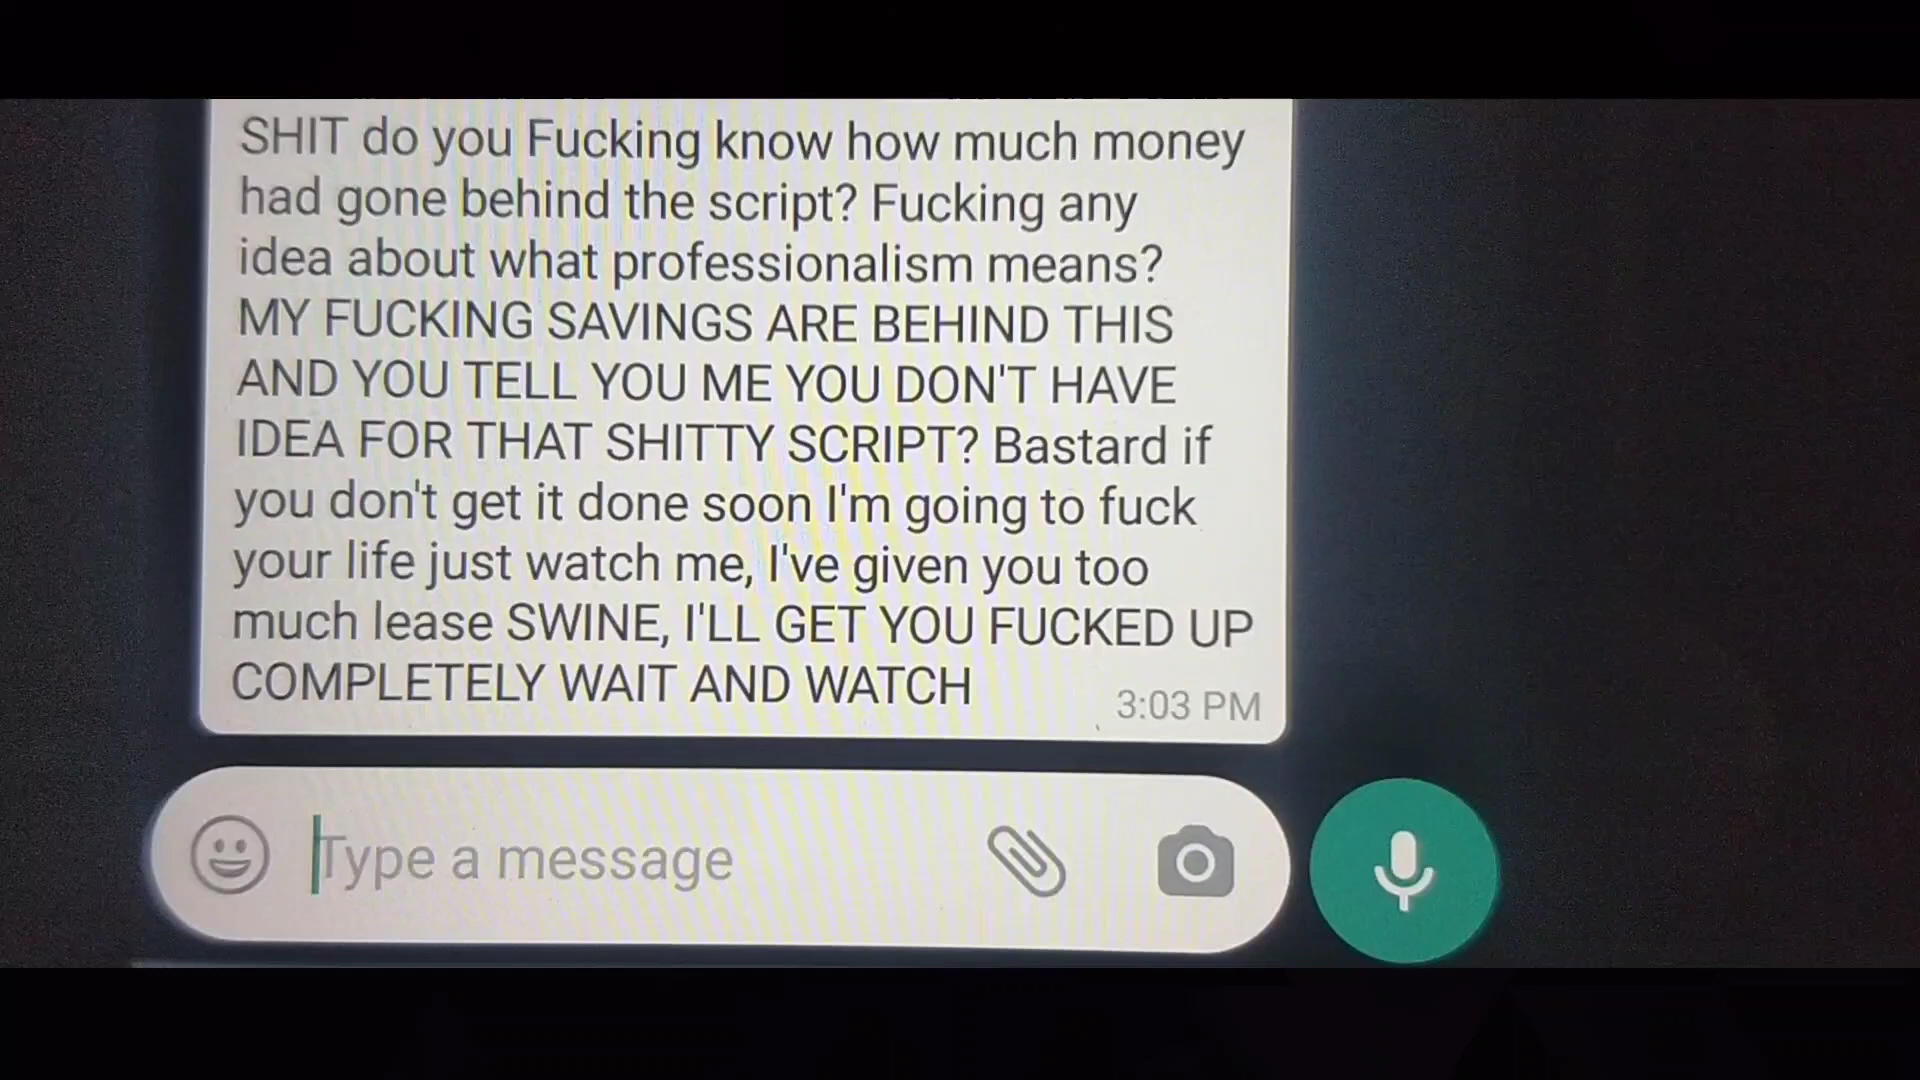 SHIT do you Fucking know how much money
had gone behind the script? Fucking any
idea about what professionalism means?
MY FUCKING SAVINGS ARE BEHIND THIS
AND YOU TELL YOU ME YOU DON'T HAVE
IDEA FOR THAT SHITTY SCRIPT? Bastard if
you don't get it done soon I'm going to fuck
your life just watch me, I've given you too
much lease SWINE, I'LL GET YOU FUCKED UP
COMPLETELY WAIT AND WATCH
3:03 PM
Type a message